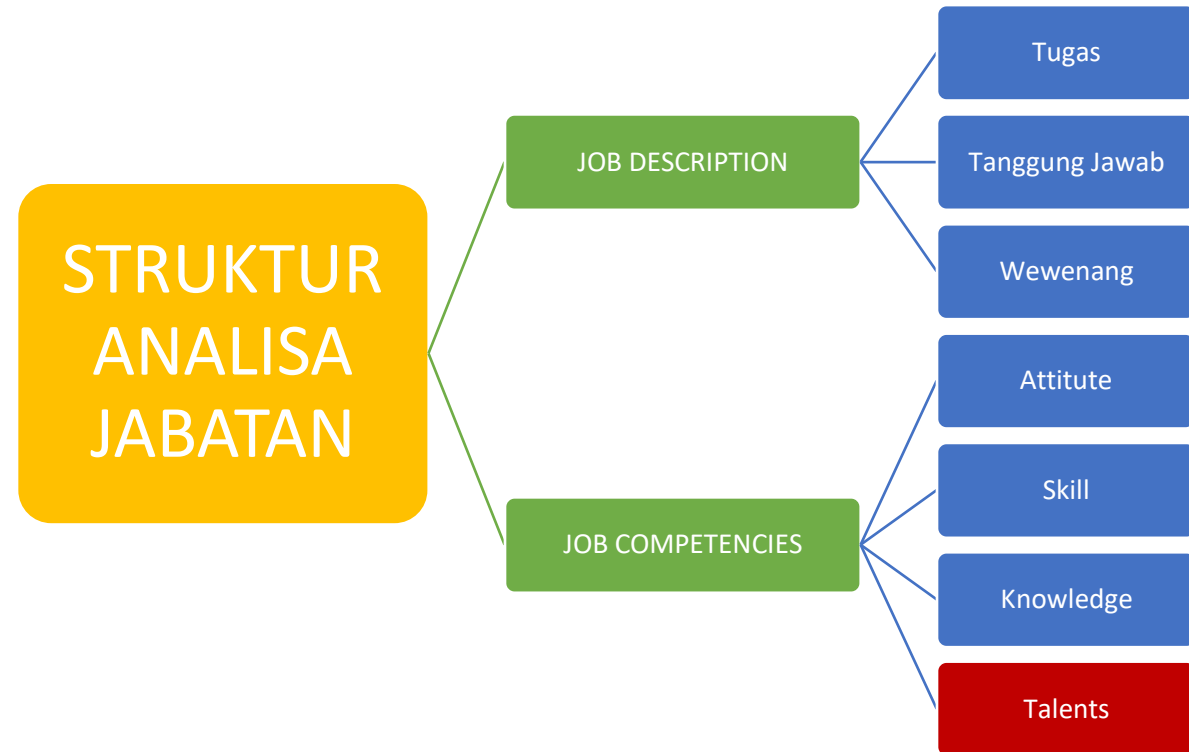 STRUKTUR
ANALISA
JABATAN
JOB DESCRIPTION
Tugas
Tanggung Jawab
Wewenang
JOB COMPETENCIES
Attitute
Skill
Knowledge
Talents